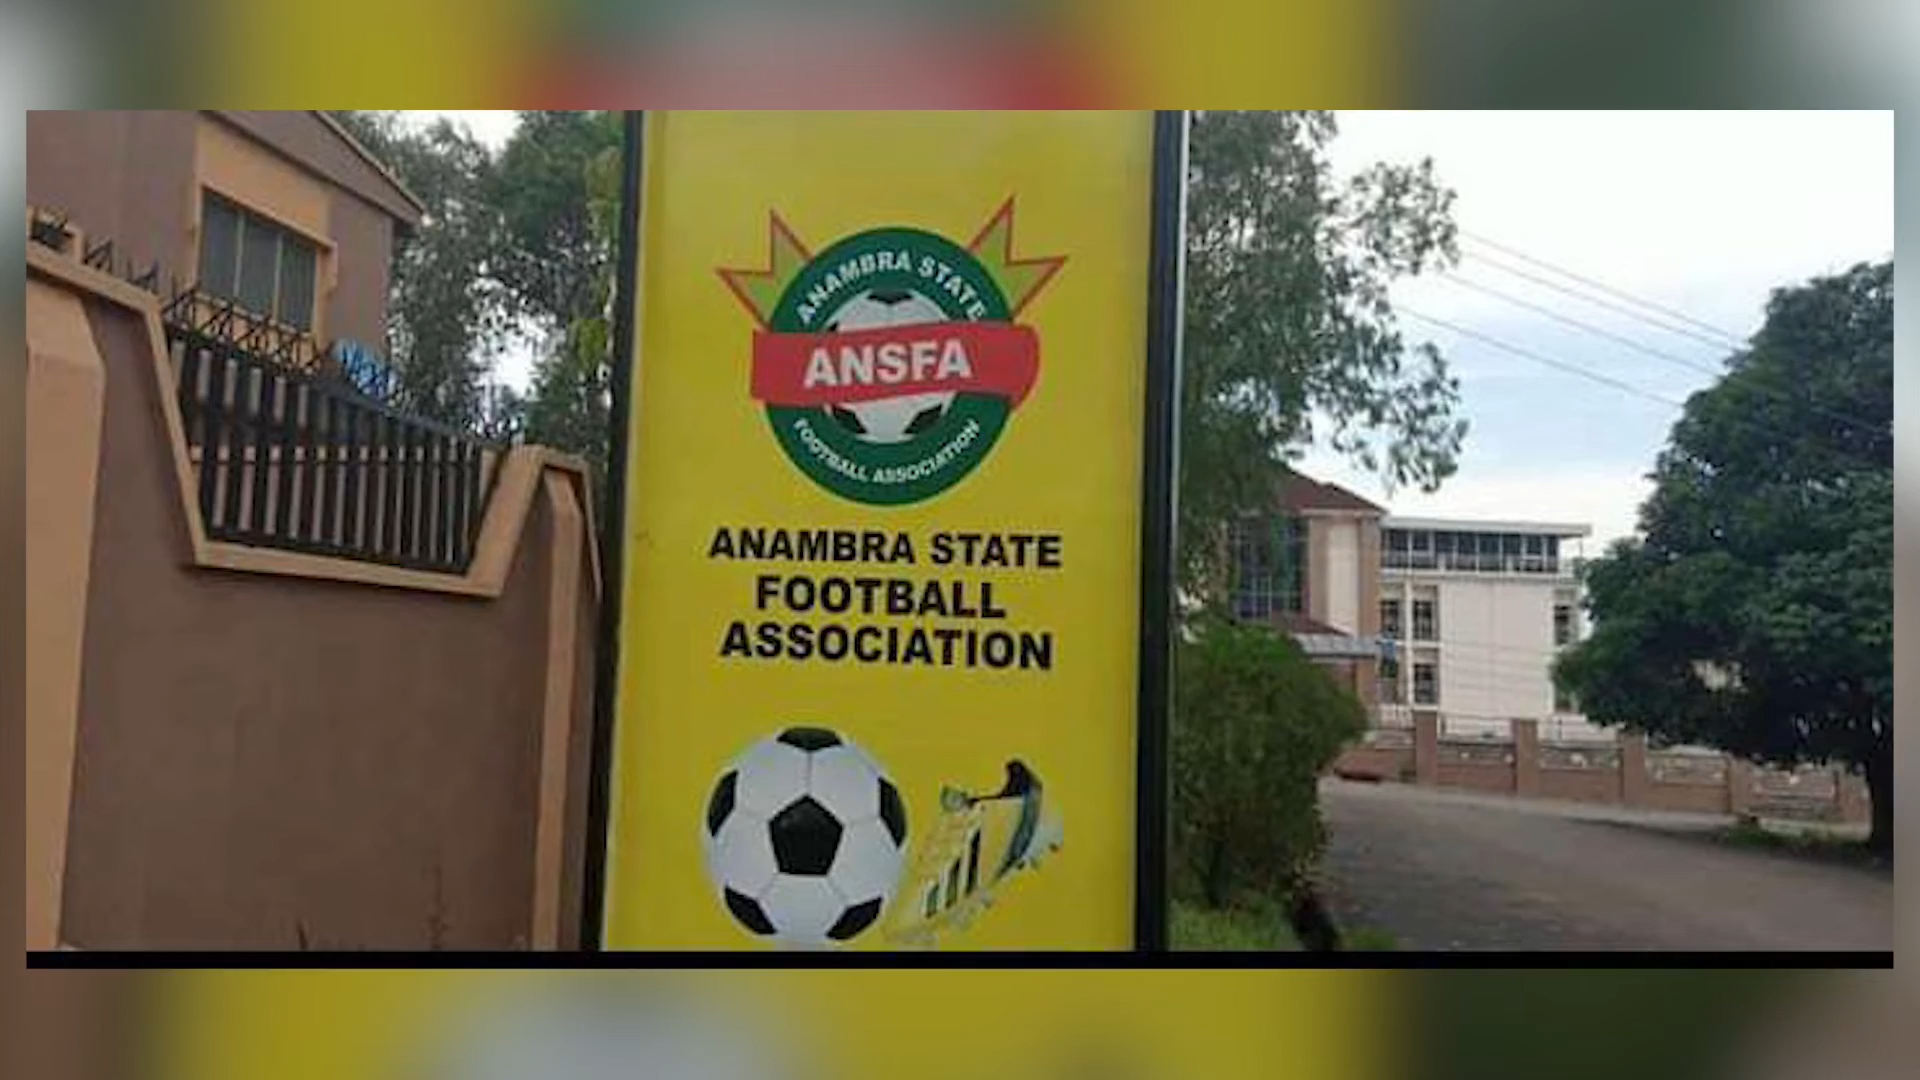 ANAMBRA STATE
ANSFA
FOOTBALL ASSOCIATION
ANAMBRA STATE
FOOTBALL
ASSOCIATION